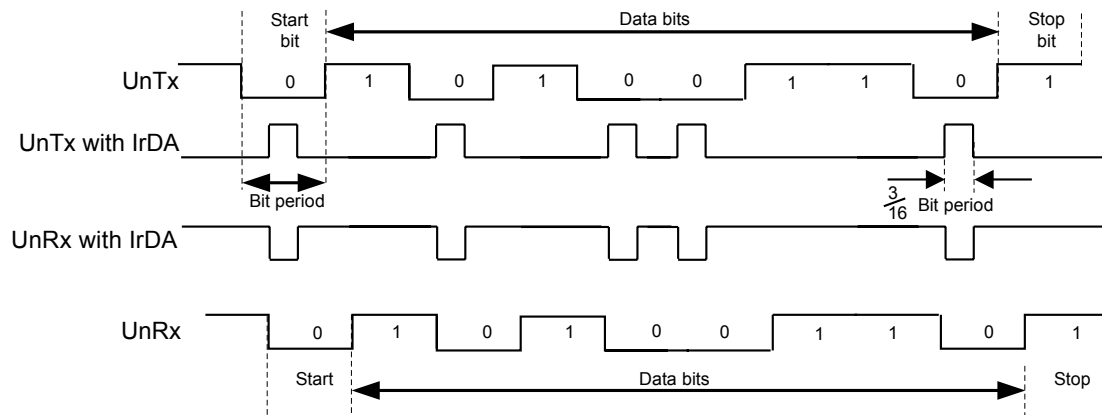 Start
bit
Data bits
Stop
bit
UnTx
0 1 0 1 0 0 1 1 0 1
UnTx with IrDA
Bit period
3/16 Bit period
UnRx with IrDA
UnRx
0 1 0 1 0 0 1 1 0 1
Start
Data bits
Stop